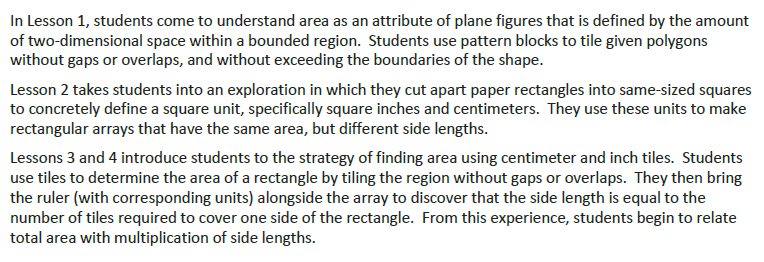 In Lesson 1, students come to understand area as an attribute of plane figures that is defined by the amount
of two-dimensional space within a bounded region.  Students use pattern blocks to tile given polygons
without gaps or overlaps, and without exceeding the boundaries of the shape.
Lesson 2 takes students into an exploration in which they cut apart paper rectangles into same-sized squares
to concretely define a square unit, specifically square inches and centimeters.  They use these units to make
rectangular arrays that have the same area, but different side lengths.
Lessons 3 and 4 introduce students to the strategy of finding area using centimeter and inch tiles.  Students
use tiles to determine the area of a rectangle by tiling the region without gaps or overlaps.  They then bring
the ruler (with corresponding units) alongside the array to discover that the side length is equal to the
number of tiles required to cover one side of the rectangle.  From this experience, students begin to relate
total area with multiplication of side lengths.